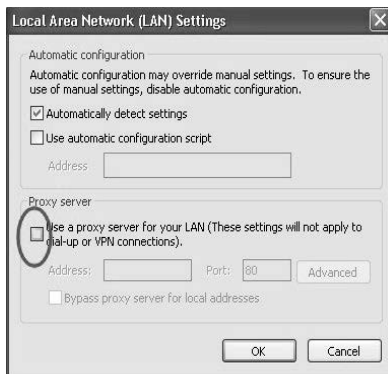 Local Area Network (LAN) Settings
Automatic configuration
Automatic configuration may override manual settings. To ensure the
use of manual settings, disable automatic configuration.
Automatically detect settings
Use automatic configuration script
Address
Proxy server
Use a proxy server for your LAN (These settings will not apply to
dial-up or VPN connections).
Address:
Port: 80
Advanced
Bypass proxy server for local addresses
OK
Cancel